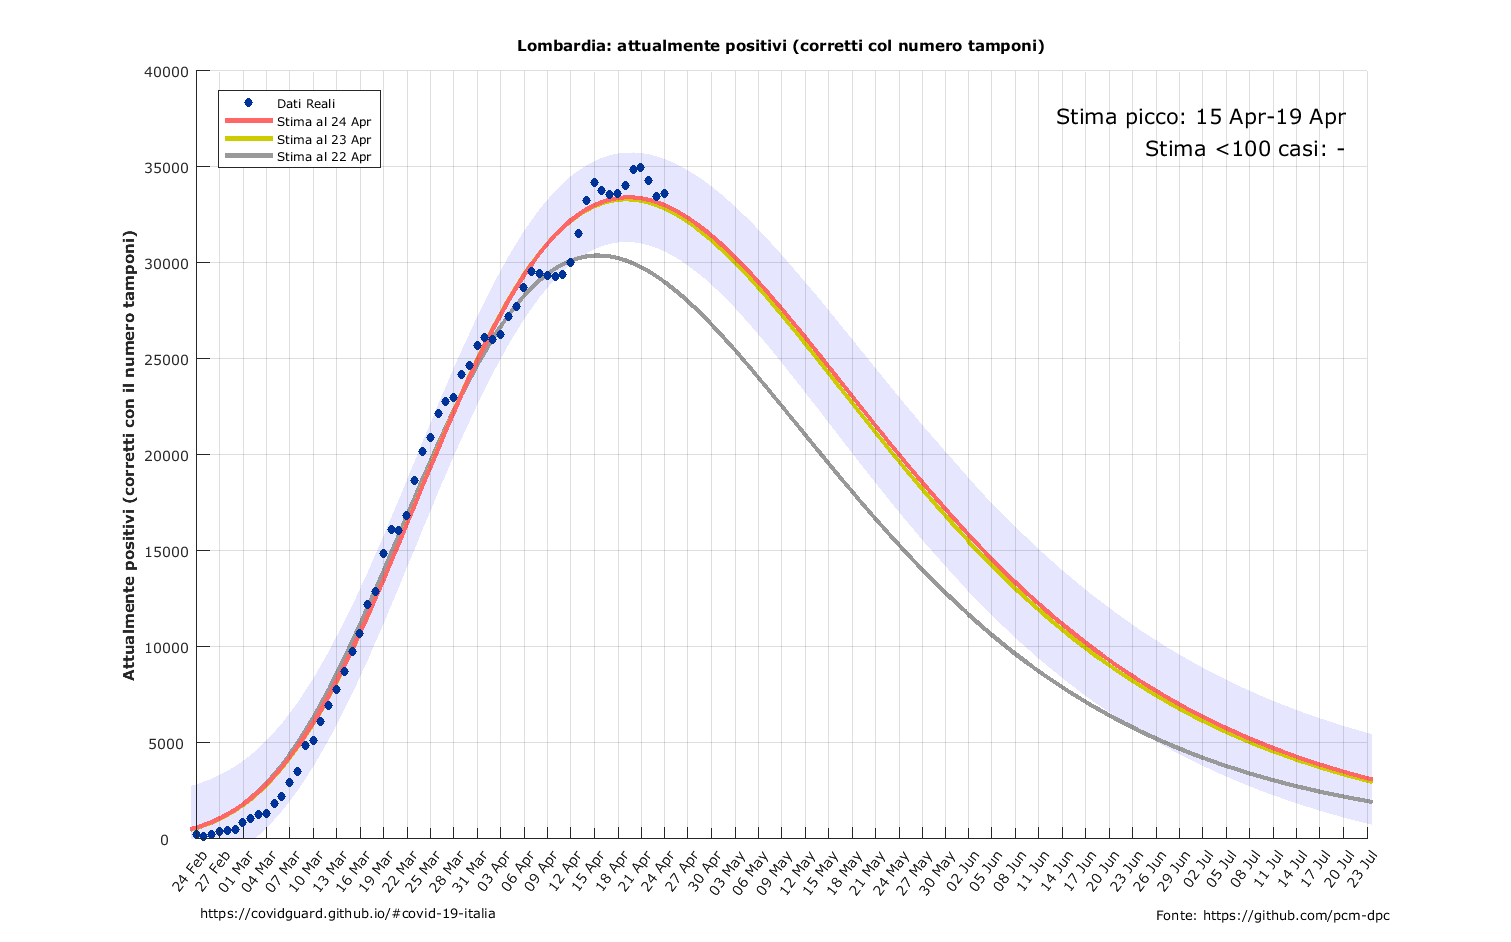 Lombardia: attualmente positivi (corretti col numero tamponi)
Attualmente positivi (corretti con il numero tamponi)
40000
35000
30000
25000
20000
15000
10000
5000
0
Dati Reali
Stima al 24 Apr
Stima al 23 Apr
Stima al 22 Apr
Stima picco: 15 Apr-19 Apr
Stima <100 casi: -
24 Feb
27 Feb
01 Mar
04 Mar
07 Mar
10 Mar
13 Mar
16 Mar
19 Mar
22 Mar
25 Mar
28 Mar
31 Mar
03 Apr
06 Apr
09 Apr
12 Apr
15 Apr
18 Apr
21 Apr
24 Apr
27 Apr
30 Apr
03 May
06 May
09 May
12 May
15 May
18 May
21 May
24 May
27 May
30 May
02 Jun
05 Jun
08 Jun
11 Jun
14 Jun
17 Jun
20 Jun
23 Jun
26 Jun
29 Jun
02 Jul
05 Jul
08 Jul
11 Jul
14 Jul
17 Jul
20 Jul
23 Jul
https://covidguard.github.io/#covid-19-italia
Fonte: https://github.com/pcm-dpc